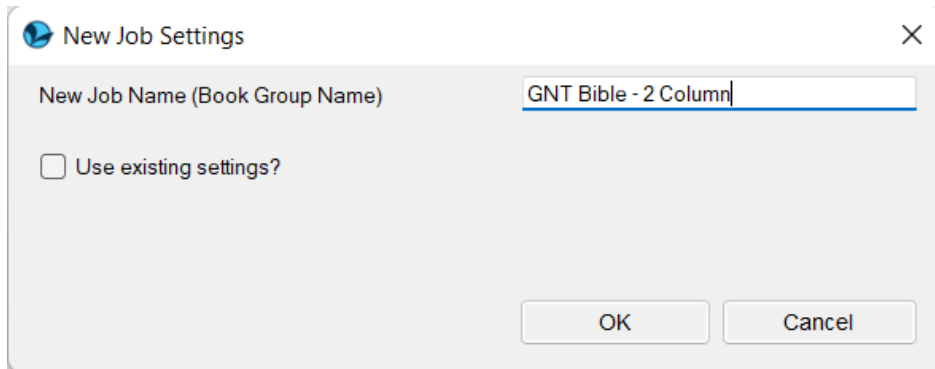 New Job Settings
New Job Name (Book Group Name) GNT Bible - 2 Column
Use existing settings?
OK Cancel